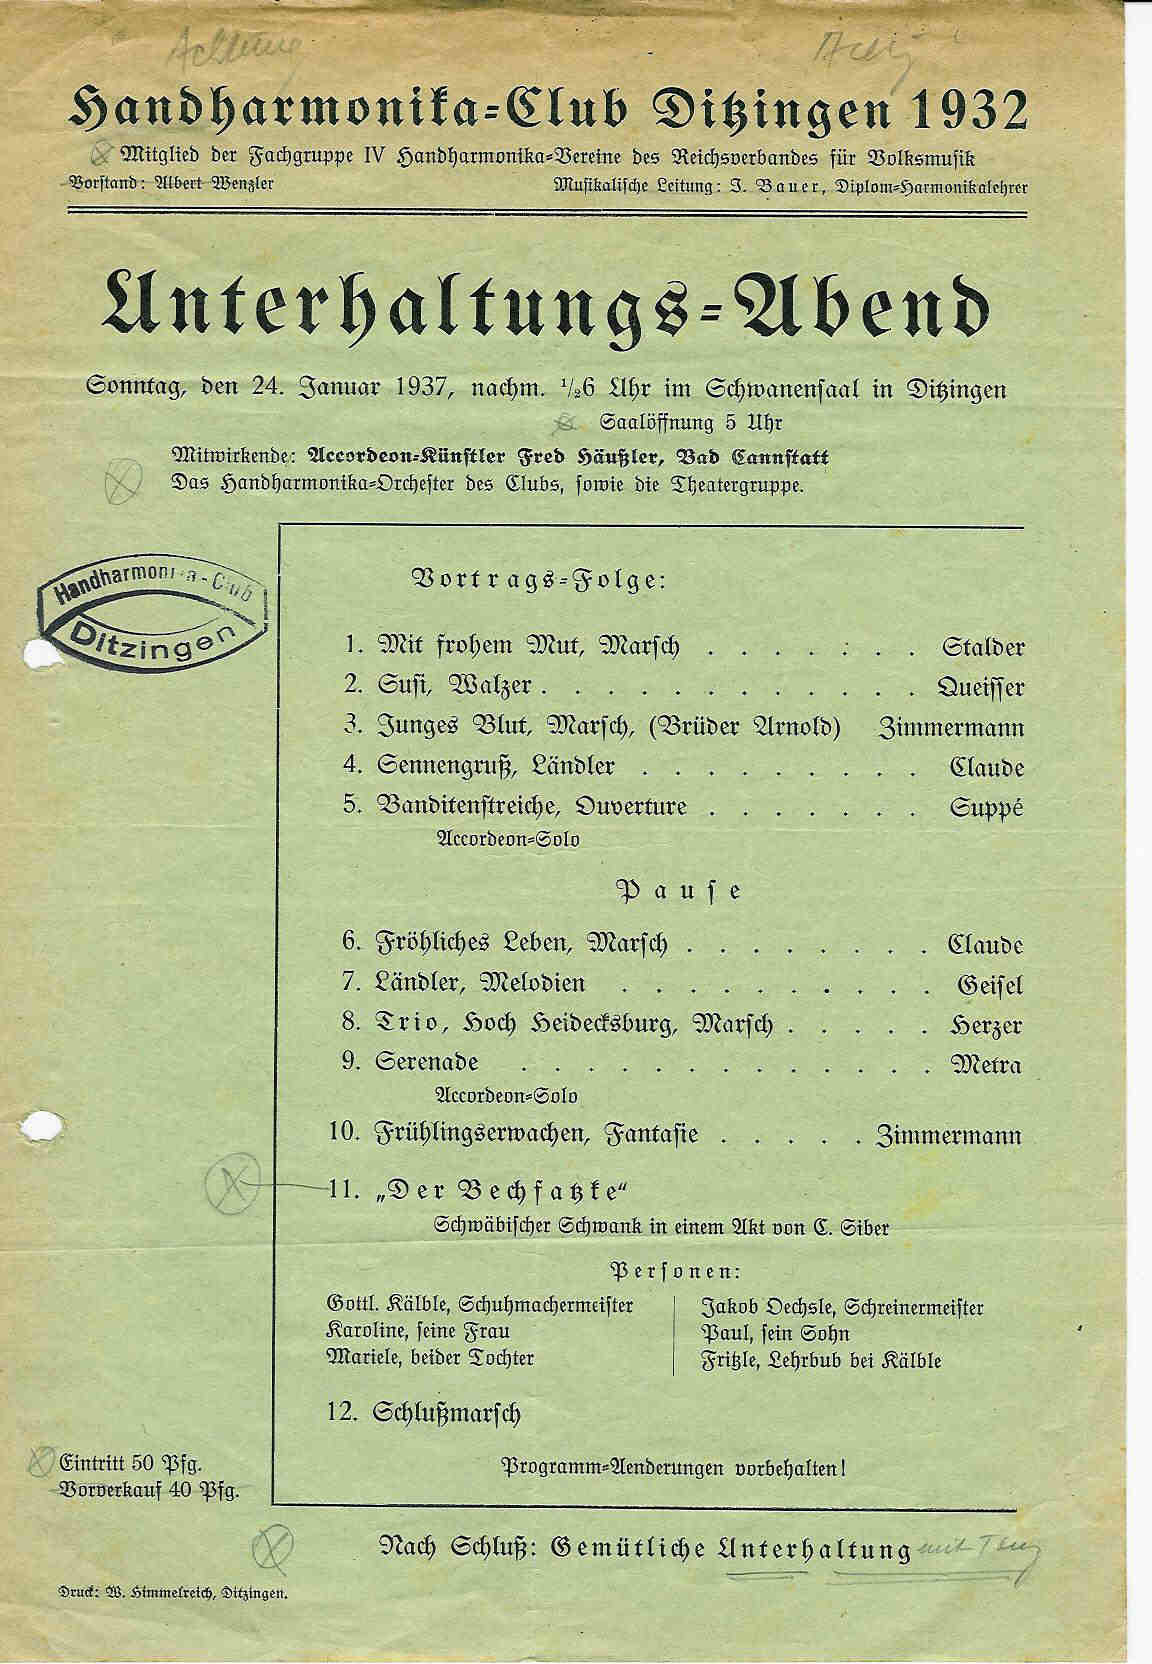 Achtung
Handharmonika=Club Ditzingen 1932
Mitglied der Fachgruppe IV Handharmonika=Vereine des Reichsverbandes für Volksmusik
Vorstand: Albert Wenzler Musikalische Leitung: J. Bauer, Diplom=Harmonikalehrer
Unterhaltungs=Abend
Sonntag, den 24. Januar 1937, nachm. 1/26 Uhr im Schwanensaal in Ditzingen
Saalöffnung 5 Uhr
Mitwirkende: Accordeon=Künstler Fred Häußler, Bad Cannstatt
Das Handharmonika=Orchester des Clubs, sowie die Theatergruppe.
Handharmonika-Club
Ditzingen
Vortrags=Folge:
1. Mit frohem Mut, Marsch . . . . : . . Stalder
2. Susi, Walzer . . . . . . . . . . . . Queisser
3. Junges Blut, Marsch, (Brüder Arnold) Zimmermann
4. Sennengruß, Ländler . . . . . . . . . Claude
5. Banditenstreiche, Ouverture . . . . . . . Suppé
Accordeon=Solo
Pause
6. Fröhliches Leben, Marsch . . . . . . . . Claude
7. Ländler, Melodien . . . . . . . . . . Geisel
8. Trio, Hoch Heidecksburg, Marsch . . . . . Herzer
9. Serenade . . . . . . . . . . . . . Metra
Accordeon=Solo
10. Frühlingserwachen, Fantasie . . . . . Zimmermann
11. „Der Bechfatzke“
Schwäbischer Schwank in einem Akt von C. Siber
Personen:
Gottl. Kälble, Schuhmachermeister
Karoline, seine Frau
Mariele, beider Tochter
Jakob Oechsle, Schreinermeister
Paul, sein Sohn
Fritzle, Lehrbub bei Kälble
12. Schlußmarsch
Programm=Aenderungen vorbehalten!
Eintritt 50 Pfg.
Vorverkauf 40 Pfg.
Nach Schluß: Gemütliche Unterhaltung mit Tanz
Druck: W. Himmelreich, Ditzingen.